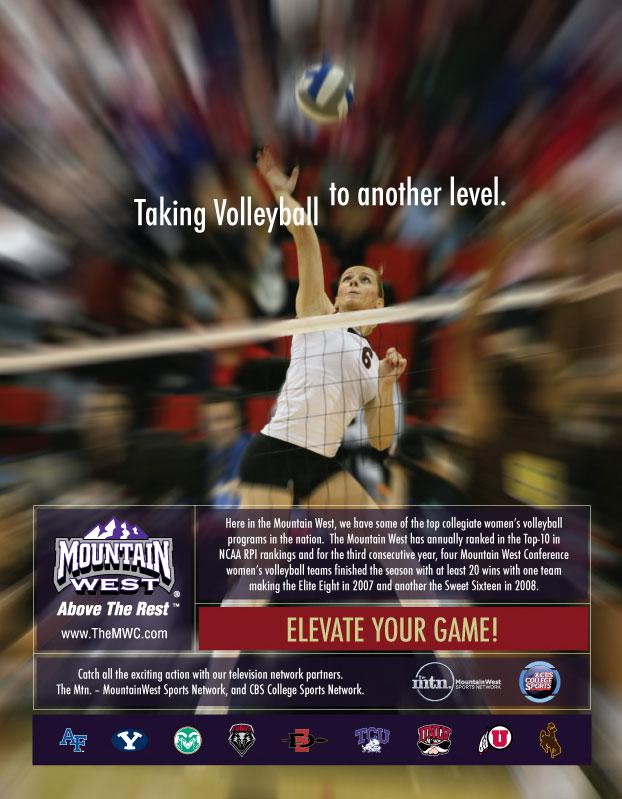 Taking Volleyball to another level.
6
MOUNTAIN
WEST®
Above The Rest ™
www.TheMWC.com
Here in the Mountain West, we have some of the top collegiate women's volleyball
programs in the nation. The Mountain West has annually ranked in the Top-10 in
NCAA RPI rankings and for the third consecutive year, four Mountain West Conference
women's volleyball teams finished the season with at least 20 wins with one team
making the Elite Eight in 2007 and another the Sweet Sixteen in 2008.
ELEVATE YOUR GAME!
Catch all the exciting action with our television network partners.
The Mtn. – MountainWest Sports Network, and CBS College Sports Network.
the mtn. MountainWest
SPORTS NETWORK
CBS
COLLEGE
SPORTS
AF Y TCU UNLV U